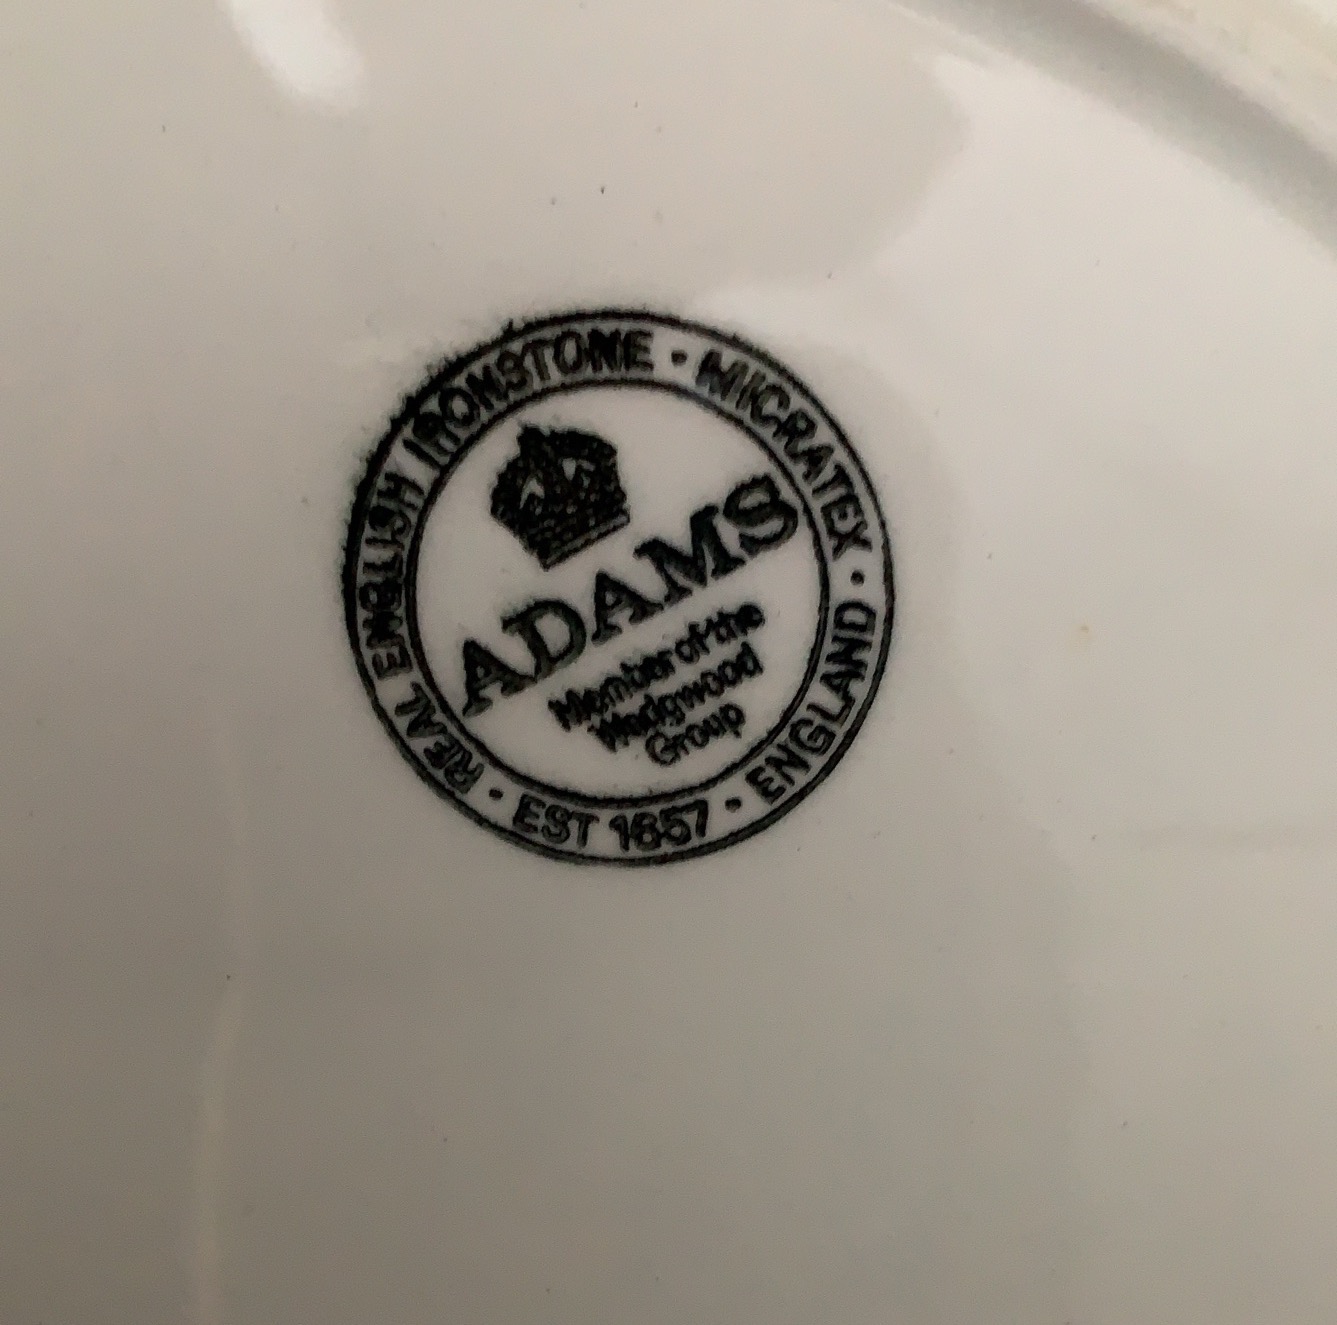 REAL ENGLISH IRONSTONE · MICRATEX · ENGLAND · EST 1657 ·
ADAMS
Member of the
Wedgwood
Group